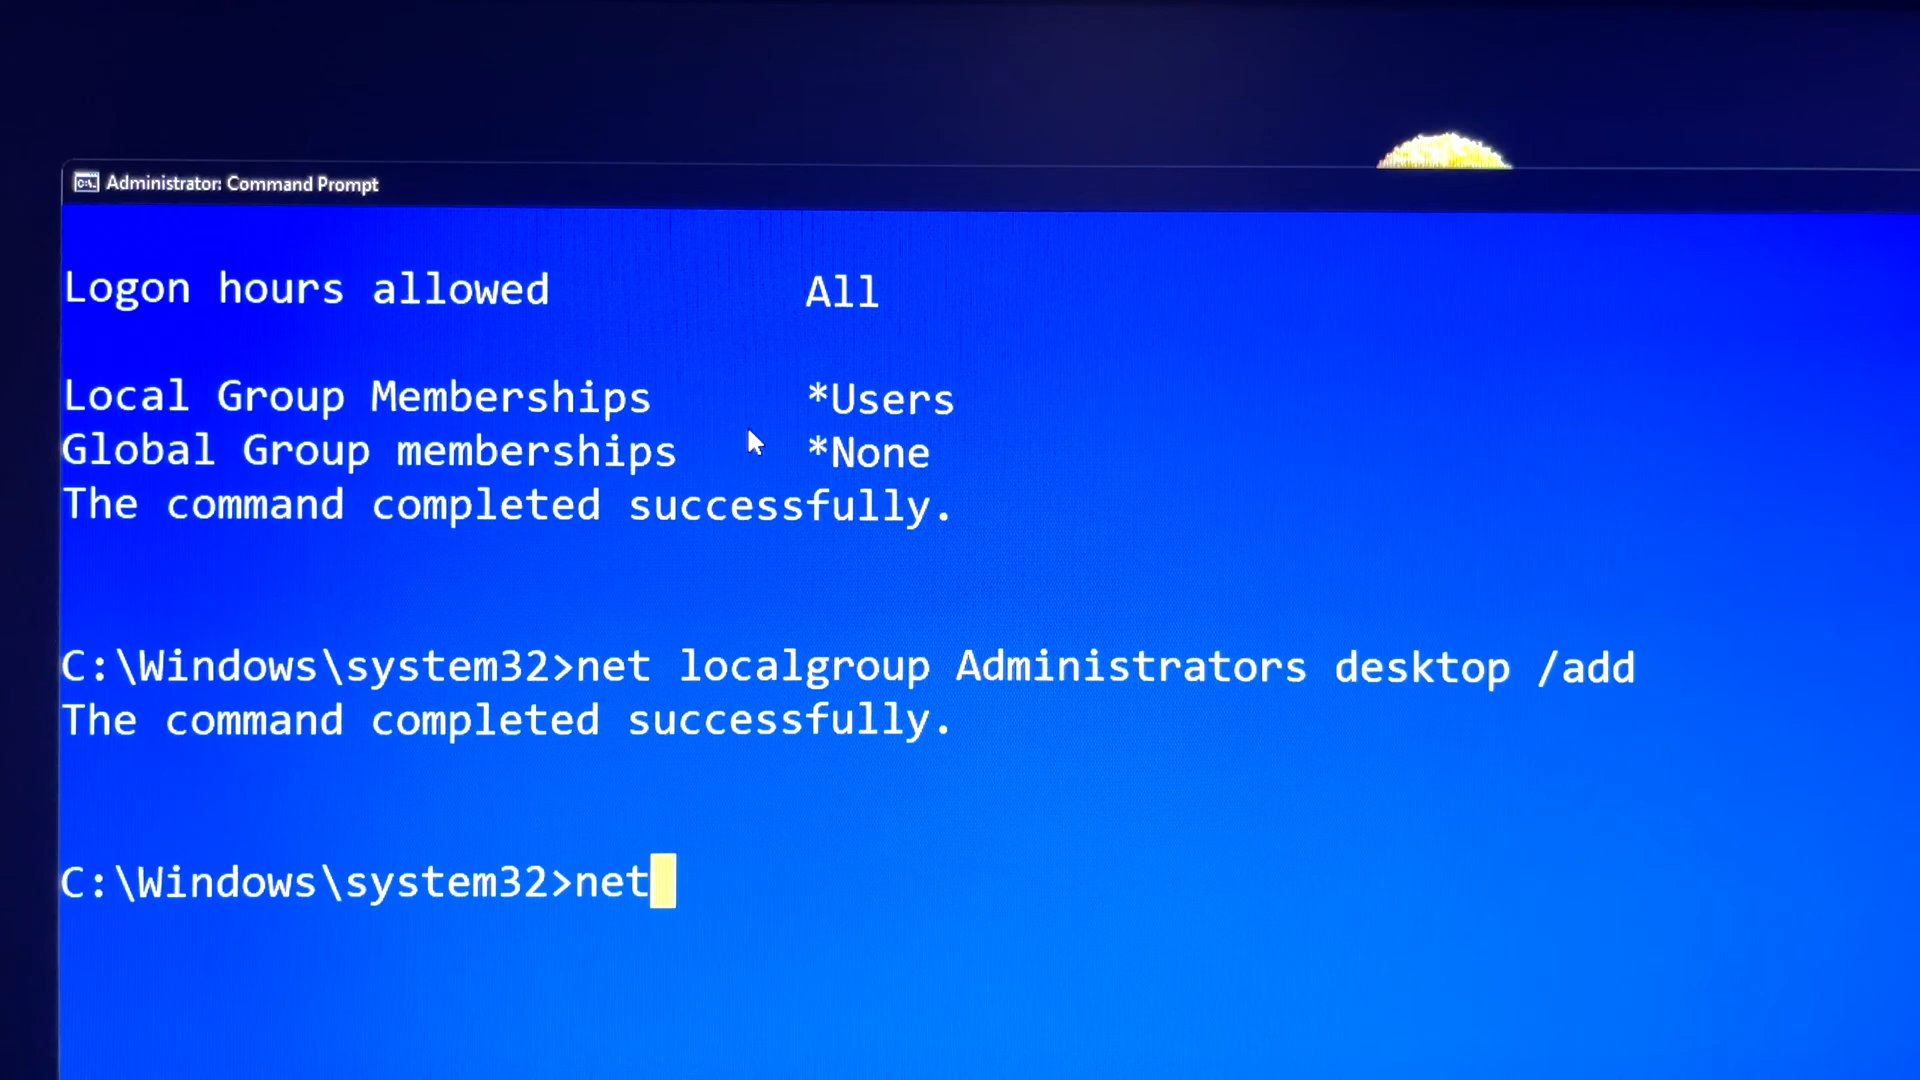 Administrator: Command Prompt
Logon hours allowed All
Local Group Memberships *Users
Global Group memberships *None
The command completed successfully.
C:\Windows\system32>net localgroup Administrators desktop /add
The command completed successfully.
C:\Windows\system32>net